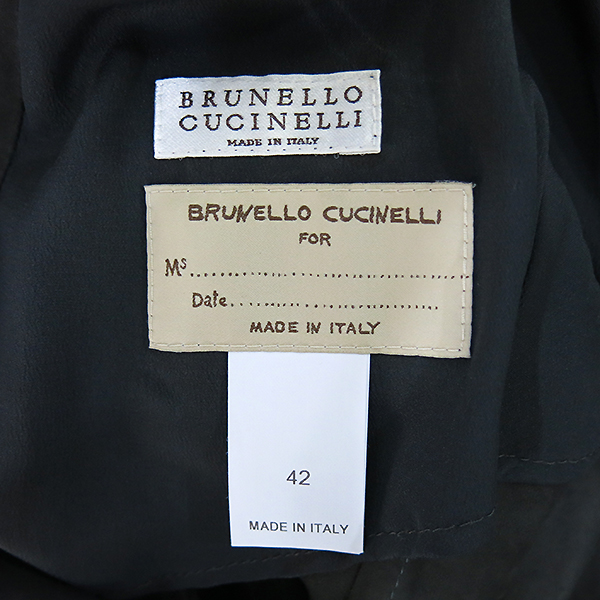 BRUNELLO
CUCINELLI
MADE IN ITALY
BRUNELLO CUCINELLI
FOR
Ms.............................................
Date....................................
MADE IN ITALY
42
MADE IN ITALY